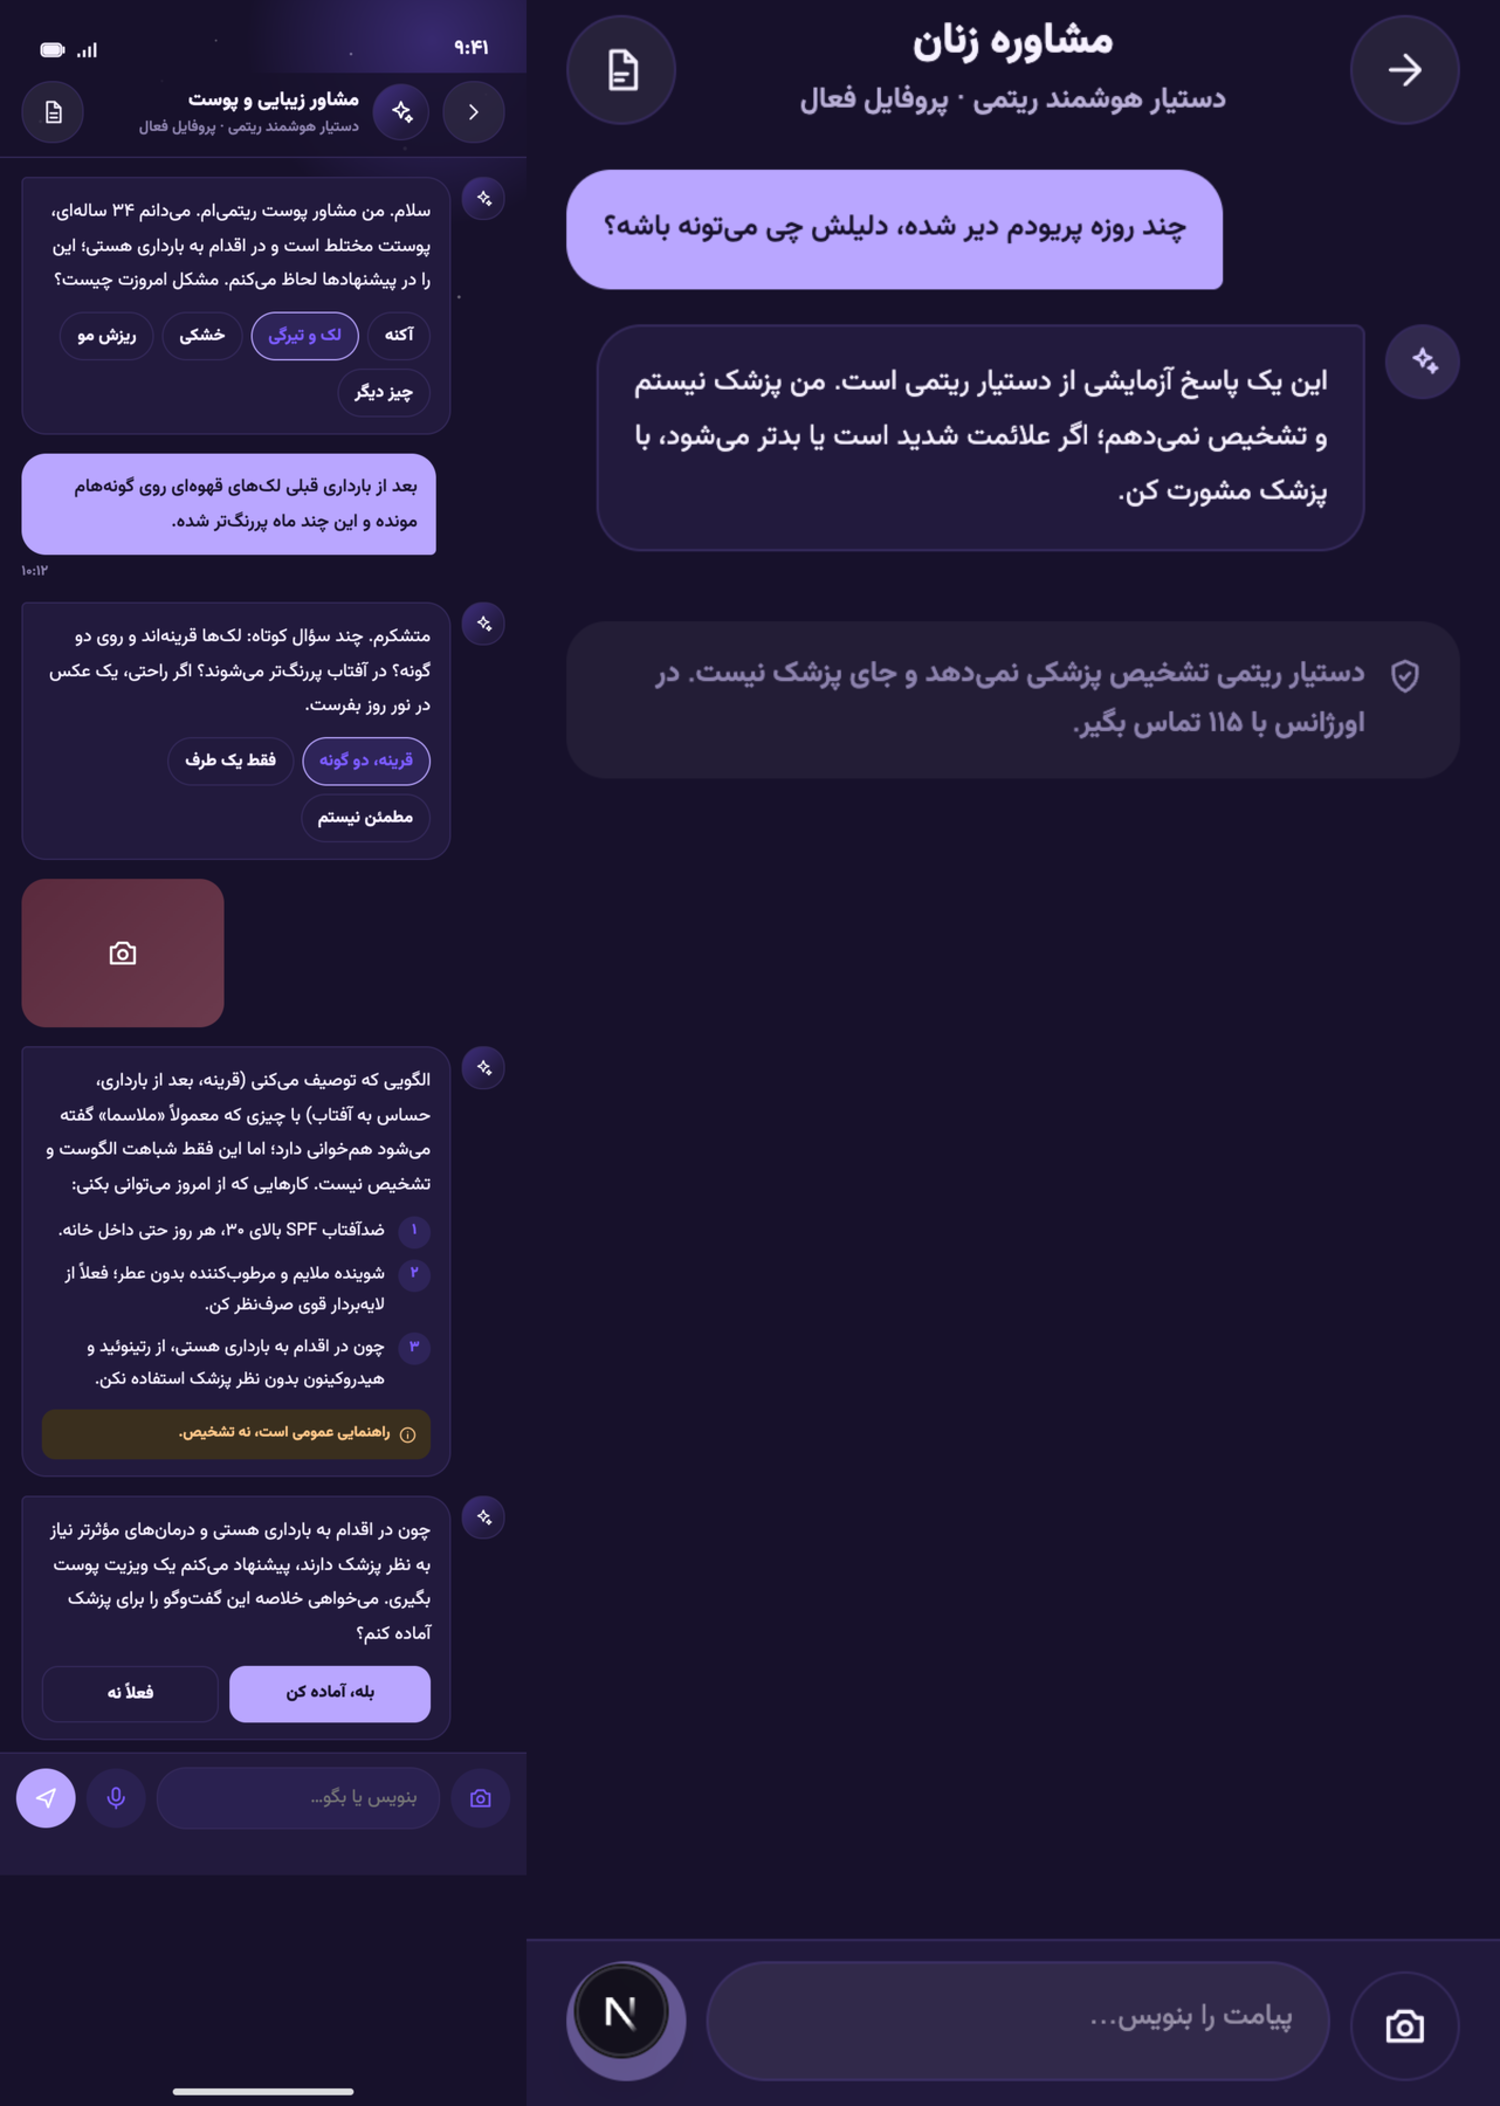 ۹:۴۱
مشاور زیبایی و پوست
دستیار هوشمند ریتمی · پروفایل فعال
سلام. من مشاور پوست ریتمی‌ام. می‌دانم ۳۴ ساله‌ای،
پوستت مختلط است و در اقدام به بارداری هستی؛ این
را در پیشنهادها لحاظ می‌کنم. مشکل امروزت چیست؟
آکنه
لک و تیرگی
خشکی
ریزش مو
چیز دیگر
بعد از بارداری قبلی لک‌های قهوه‌ای روی گونه‌هام
مونده و این چند ماه پررنگ‌تر شده.
۱۰:۱۲
متشکرم. چند سؤال کوتاه: لک‌ها قرینه‌اند و روی دو
گونه؟ در آفتاب پررنگ‌تر می‌شوند؟ اگر راحتی، یک عکس
در نور روز بفرست.
قرینه، دو گونه
فقط یک طرف
مطمئن نیستم
الگویی که توصیف می‌کنی (قرینه، بعد از بارداری،
حساس به آفتاب) با چیزی که معمولاً «ملاسما» گفته
می‌شود هم‌خوانی دارد؛ اما این فقط شباهت الگوست و
تشخیص نیست. کارهایی که از امروز می‌توانی بکنی:
۱ ضدآفتاب SPF بالای ۳۰، هر روز حتی داخل خانه.
۲ شوینده ملایم و مرطوب‌کننده بدون عطر؛ فعلاً از
لایه‌بردار قوی صرف‌نظر کن.
۳ چون در اقدام به بارداری هستی، از رتینوئید و
هیدروکینون بدون نظر پزشک استفاده نکن.
راهنمایی عمومی است، نه تشخیص.
چون در اقدام به بارداری هستی و درمان‌های مؤثرتر نیاز
به نظر پزشک دارند، پیشنهاد می‌کنم یک ویزیت پوست
بگیری. می‌خواهی خلاصه این گفت‌وگو را برای پزشک
آماده کنم؟
بله، آماده کن
فعلاً نه
بنویس یا بگو...
مشاوره زنان
دستیار هوشمند ریتمی · پروفایل فعال
چند روزه پریودم دیر شده، دلیلش چی می‌تونه باشه؟
این یک پاسخ آزمایشی از دستیار ریتمی است. من پزشک نیستم
و تشخیص نمی‌دهم؛ اگر علائمت شدید است یا بدتر می‌شود، با
پزشک مشورت کن.
دستیار ریتمی تشخیص پزشکی نمی‌دهد و جای پزشک نیست. در
اورژانس با ۱۱۵ تماس بگیر.
پیامت را بنویس...
N